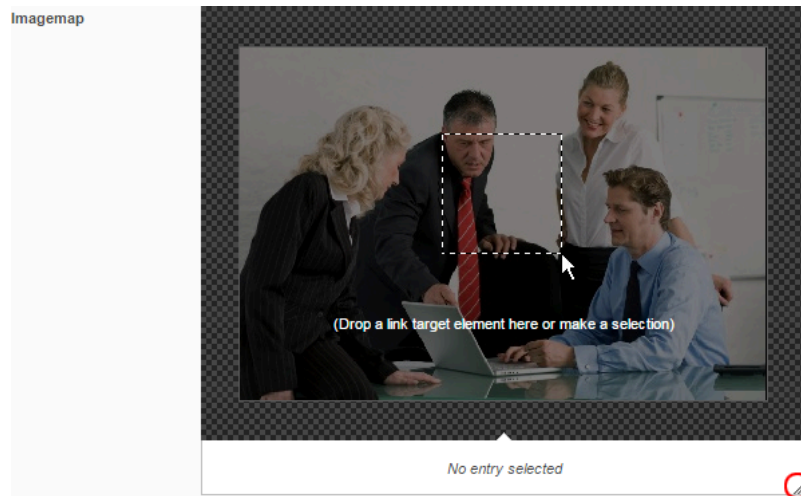 Imagemap
(Drop a link target element here or make a selection)
No entry selected